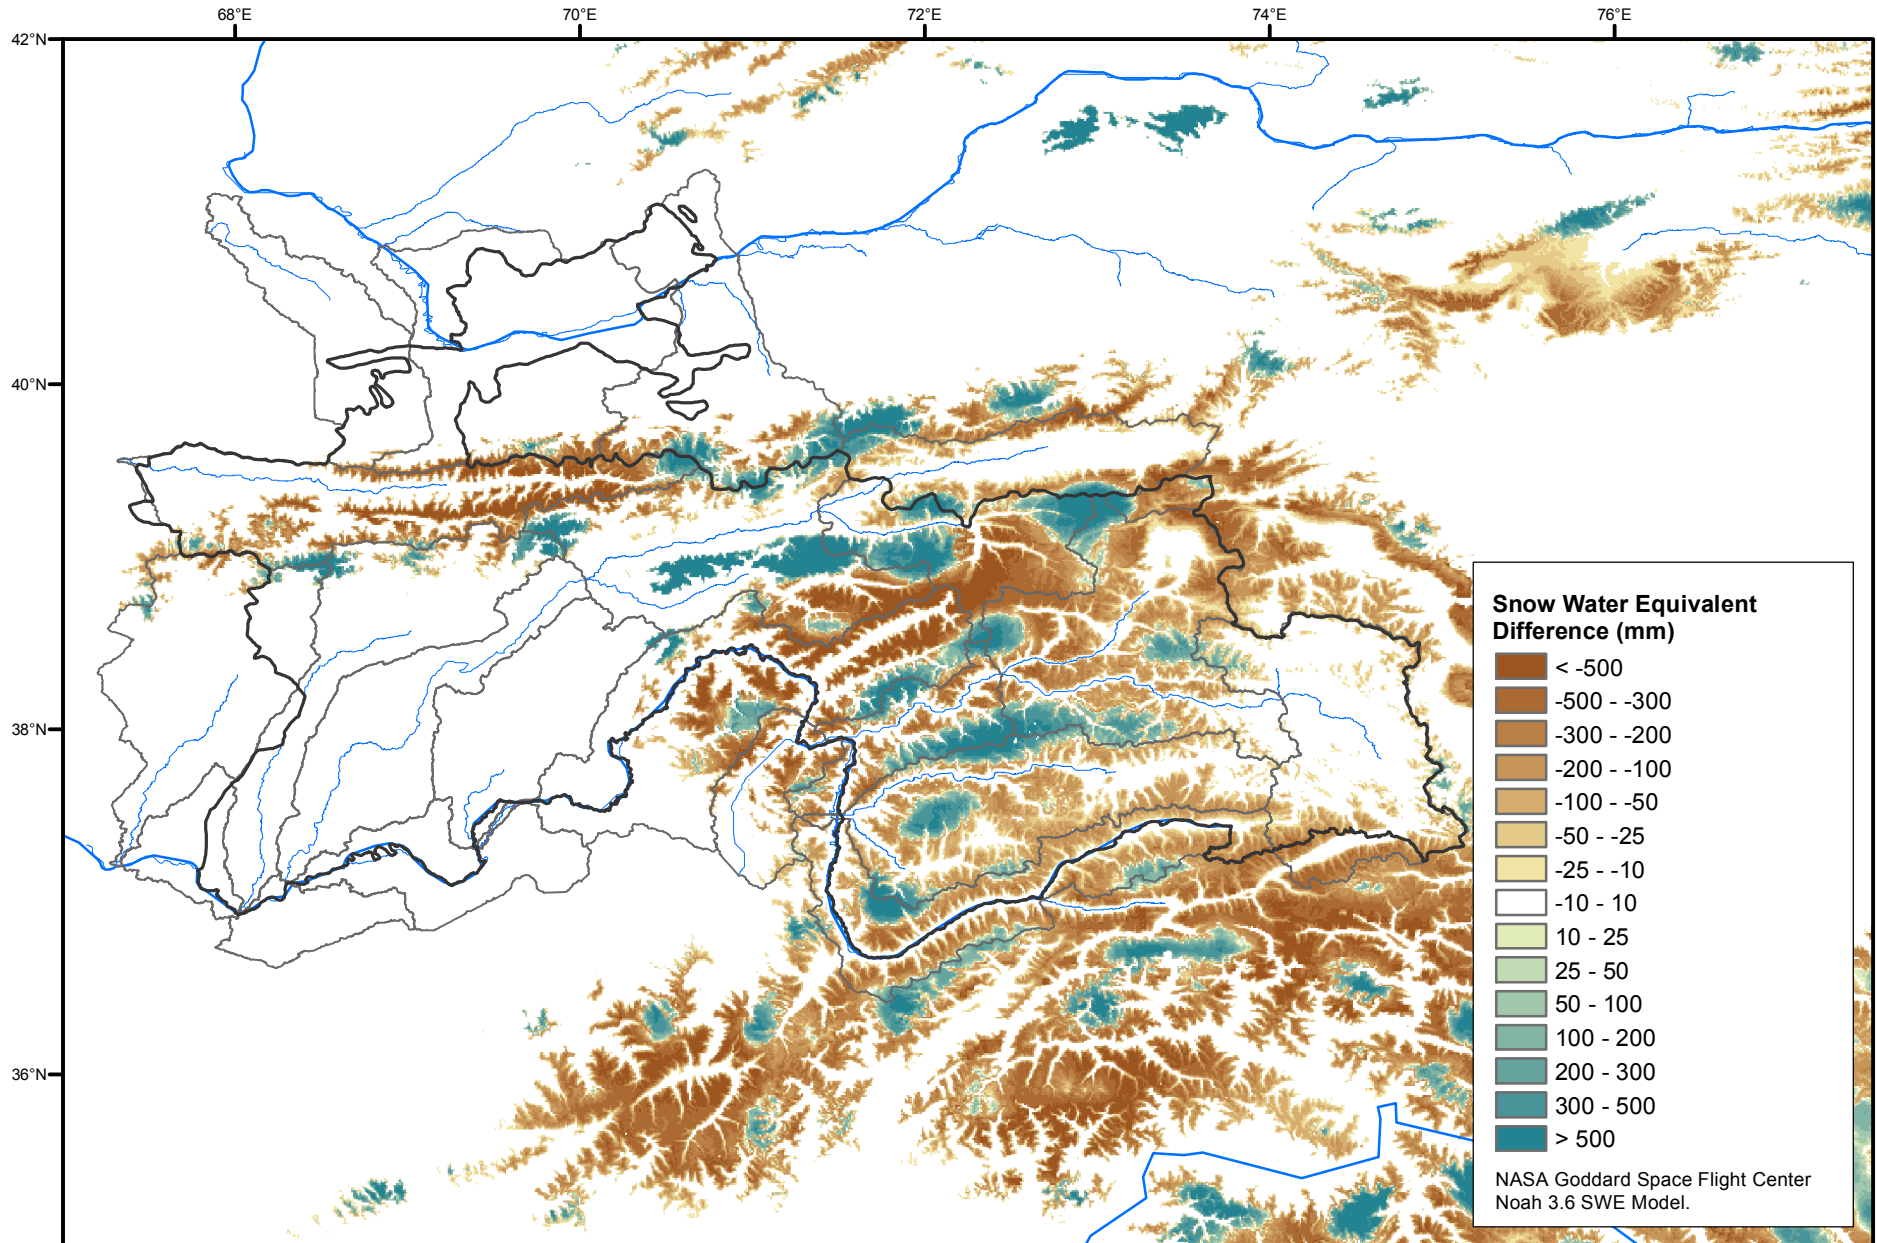 68°E 70°E 72°E 74°E 76°E
42°N
40°N
38°N
36°N
Snow Water Equivalent
Difference (mm)
< -500
-500 - -300
-300 - -200
-200 - -100
-100 - -50
-50 - -25
-25 - -10
-10 - 10
10 - 25
25 - 50
50 - 100
100 - 200
200 - 300
300 - 500
> 500
NASA Goddard Space Flight Center
Noah 3.6 SWE Model.